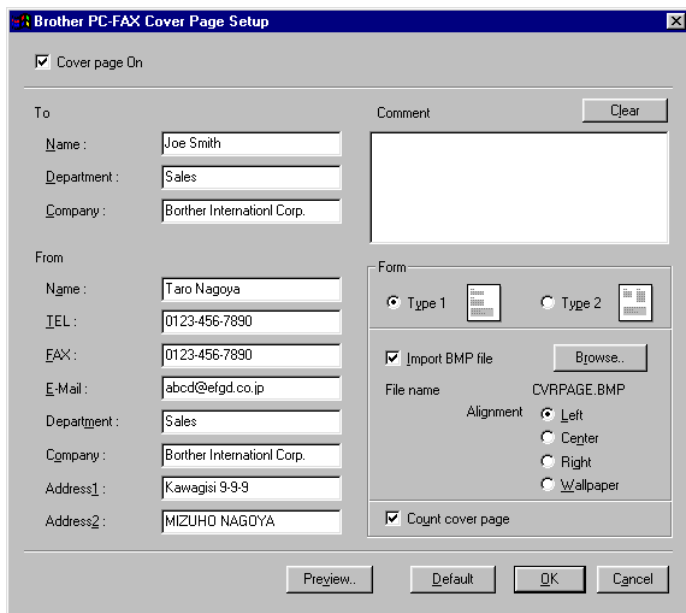 Brother PC-FAX Cover Page Setup
Cover page On
To
Name : Joe Smith
Department : Sales
Company : Borther Internationl Corp.
From
Name : Taro Nagoya
TEL : 0123-456-7890
FAX : 0123-456-7890
E-Mail : abcd@efgd.co.jp
Department : Sales
Company : Borther Internationl Corp.
Address1 : Kawagisi 9-9-9
Address2 : MIZUHO NAGOYA
Comment Clear
Form
Type 1 Type 2
Import BMP file Browse..
File name CVRPAGE.BMP
Alignment Left
Center
Right
Wallpaper
Count cover page
Preview.. Default OK Cancel